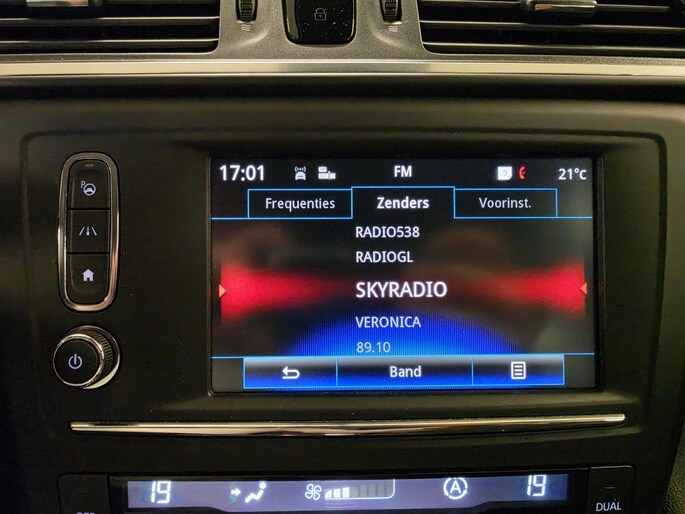 17:01 FM 21°C
Frequenties Zenders Voorinst.
RADIO538
RADIOGL
SKYRADIO
VERONICA
89.10
Band
19 A 19
DUAL